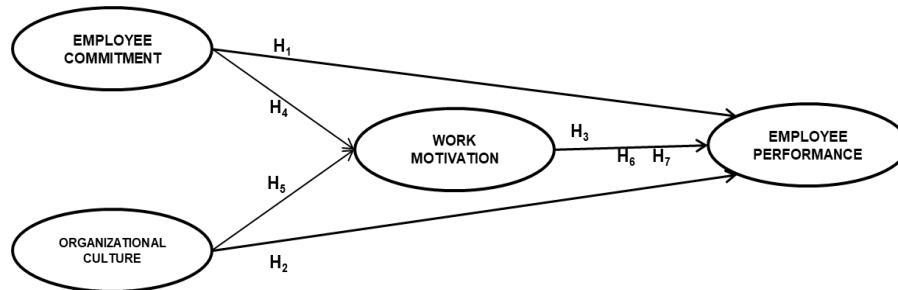 EMPLOYEE
COMMITMENT
H₁
H₄
WORK
MOTIVATION
H₃
H₆ H₇
EMPLOYEE
PERFORMANCE
H₅
ORGANIZATIONAL
CULTURE
H₂